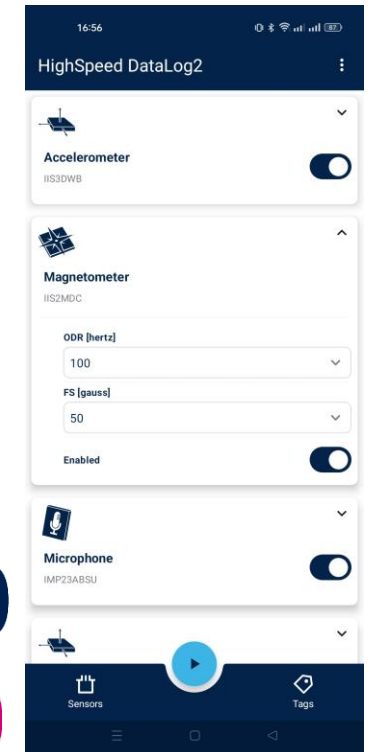 16:56
87
HighSpeed DataLog2
Accelerometer
IIS3DWB
Magnetometer
IIS2MDC
ODR [hertz]
100
FS [gauss]
50
Enabled
Microphone
IMP23ABSU
Sensors
Tags